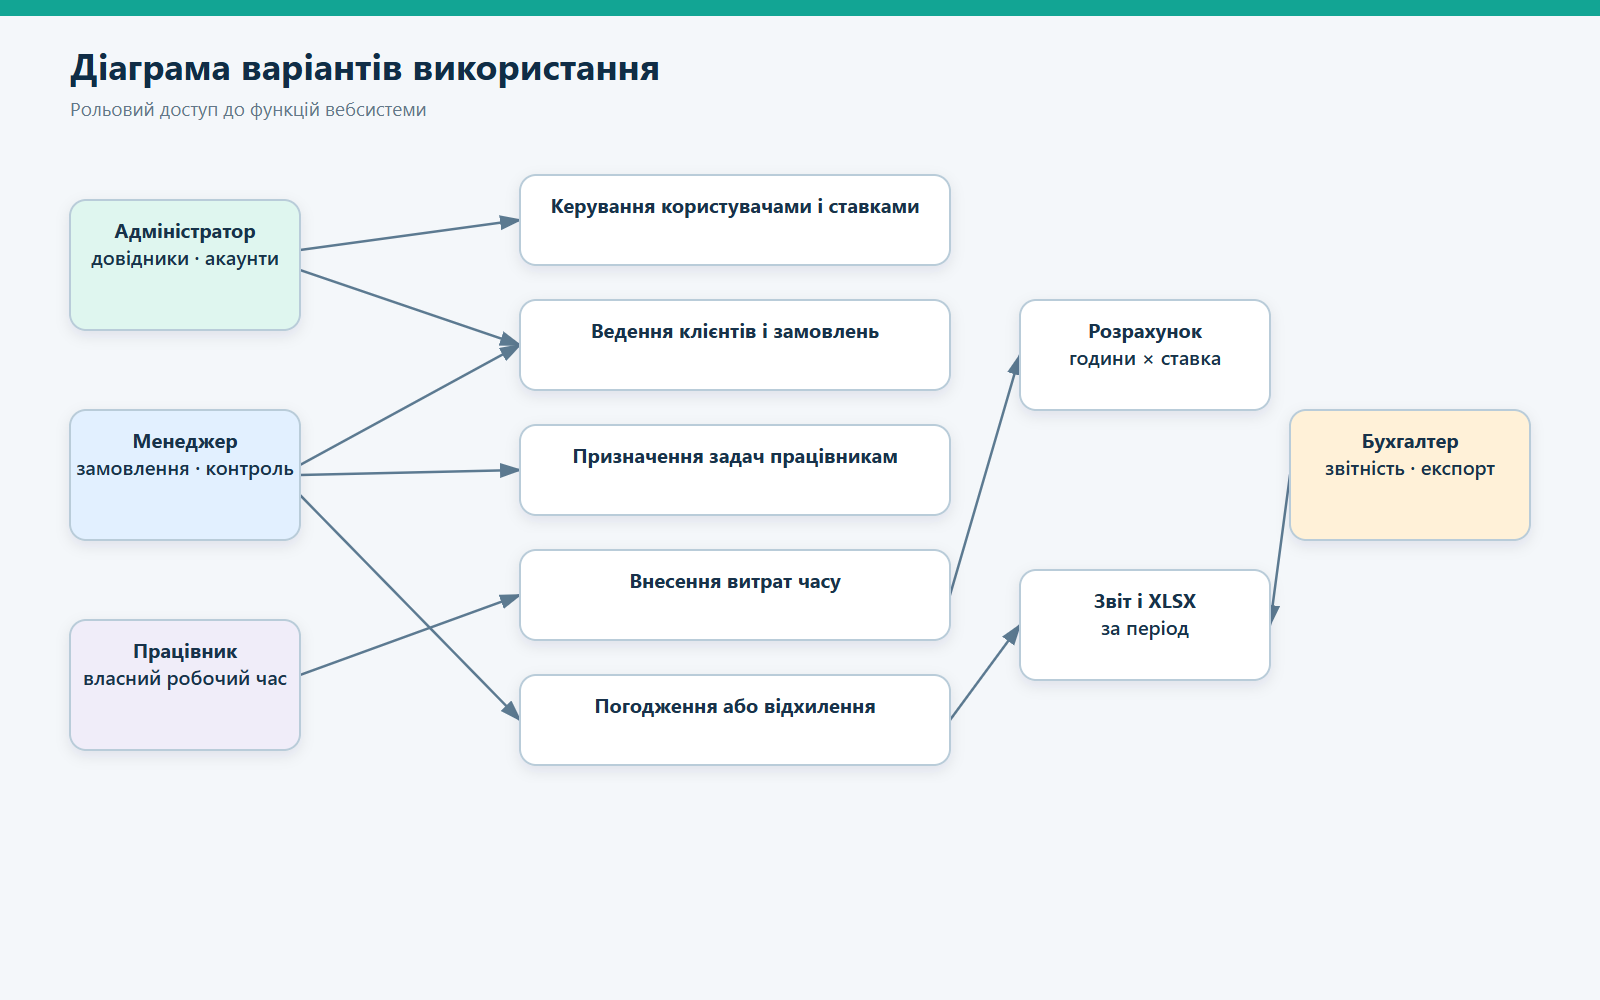 Діаграма варіантів використання
Рольовий доступ до функцій вебсистеми
Адміністратор
довідники · акаунти
Менеджер
замовлення · контроль
Працівник
власний робочий час
Керування користувачами і ставками
Ведення клієнтів і замовлень
Призначення задач працівникам
Внесення витрат часу
Погодження або відхилення
Розрахунок
години × ставка
Звіт і XLSX
за період
Бухгалтер
звітність · експорт